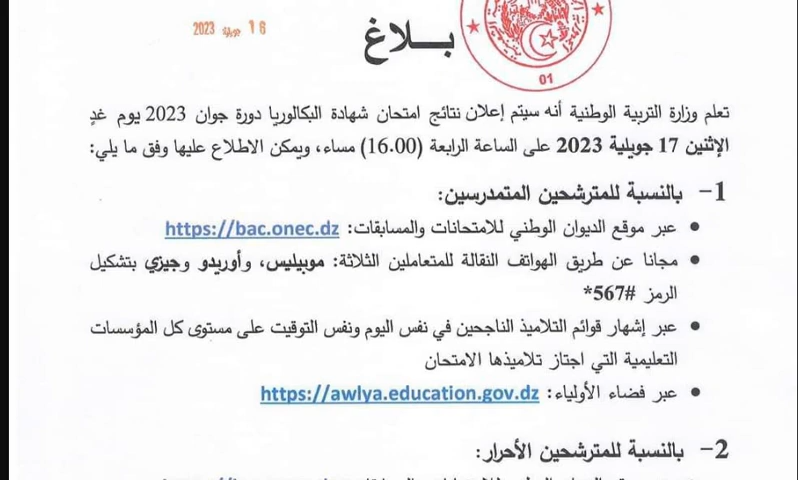 16 جويلية 2023
بــلاغ
01
تعلم وزارة التربية الوطنية أنه سيتم إعلان نتائج امتحان شهادة البكالوريا دورة جوان 2023 يوم غدٍ
الإثنين 17 جويلية 2023 على الساعة الرابعة (16.00) مساء، ويمكن الاطلاع عليها وفق ما يلي:
1- بالنسبة للمترشحين المتمدرسين:
• عبر موقع الديوان الوطني للامتحانات والمسابقات: https://bac.onec.dz
• مجانا عن طريق الهواتف النقالة للمتعاملين الثلاثة: موبيليس، وأوريدو وجيزي بتشكيل
الرمز #567*
• عبر إشهار قوائم التلاميذ الناجحين في نفس اليوم ونفس التوقيت على مستوى كل المؤسسات
التعليمية التي اجتاز تلاميذها الامتحان
• عبر فضاء الأولياء: https://awlya.education.gov.dz
2- بالنسبة للمترشحين الأحرار: